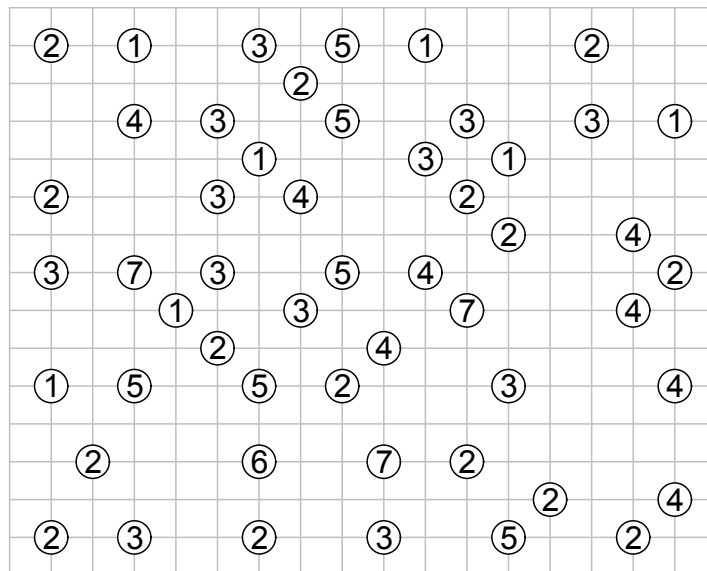 2 1 3 5 1 2
2
4 3 5 3 3 1
1 3 1
2 3 4 2
2 4
3 7 3 5 4 2
1 3 7 4
2 4
1 5 5 2 3 4
2 6 7 2
2 4
2 3 2 3 5 2